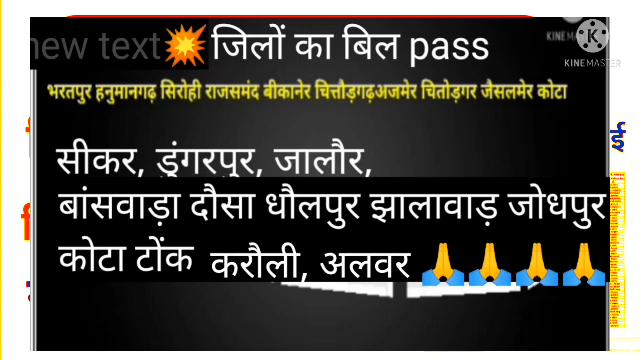 new text💥जिलों का बिल pass
KINEMASTER
भरतपुर हनुमानगढ़ सिरोही राजसमंद बीकानेर चित्तौड़गढ़अजमेर चितोड़गर जैसलमेर कोटा
सीकर, डूंगरपुर, जालौर,
बांसवाड़ा दौसा धौलपुर झालावाड़ जोधपुर
कोटा टोंक करौली, अलवर 🙏🙏🙏🙏